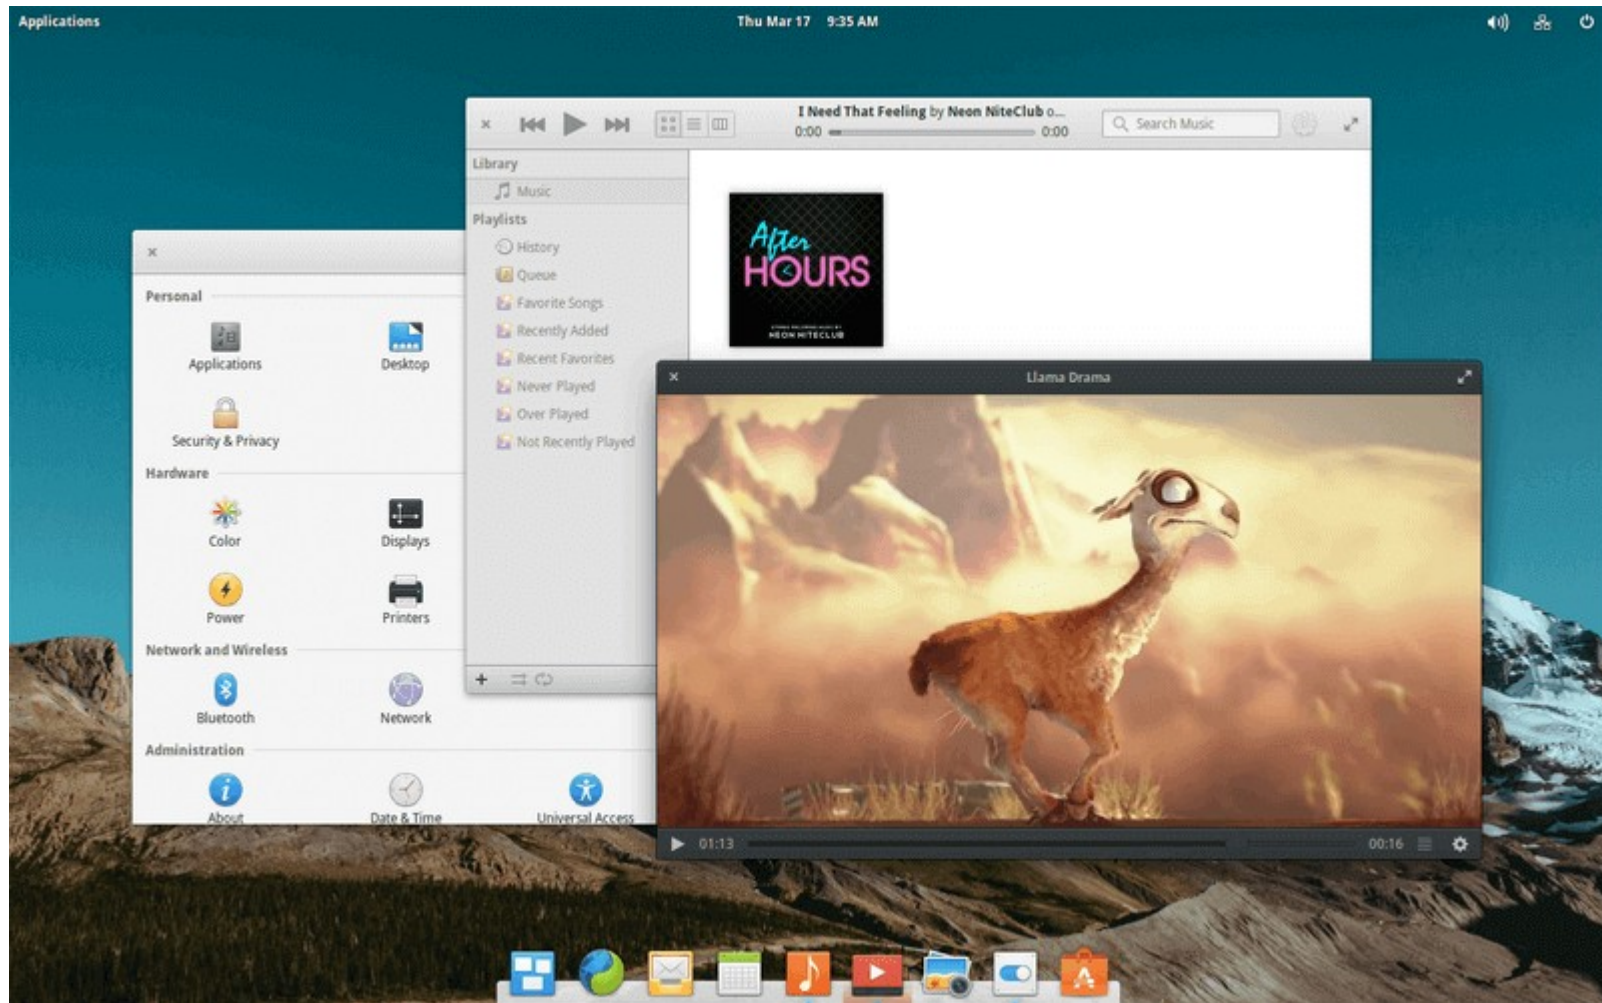 Applications
Thu Mar 17 9:35 AM
I Need That Feeling by Neon NiteClub o...
0:00 0:00
Search Music
Library
Music
Playlists
History
Queue
Favorite Songs
Recently Added
Recent Favorites
Never Played
Over Played
Not Recently Played
After
HOURS
NEON NITECLUB
Personal
Applications
Desktop
Security & Privacy
Hardware
Color
Displays
Power
Printers
Network and Wireless
Bluetooth
Network
Administration
About
Date & Time
Universal Access
Llama Drama
01:13 00:16